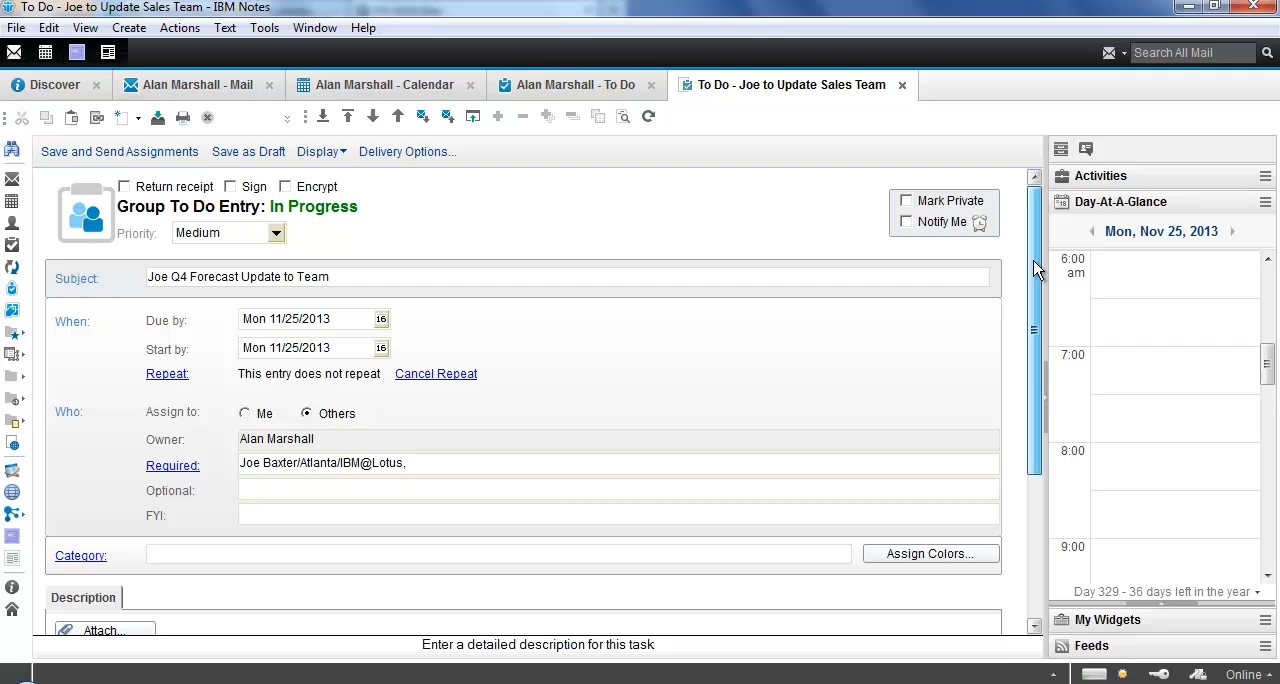 To Do - Joe to Update Sales Team - IBM Notes
File Edit View Create Actions Text Tools Window Help
Search All Mail
Discover Alan Marshall - Mail Alan Marshall - Calendar Alan Marshall - To Do To Do - Joe to Update Sales Team
Save and Send Assignments Save as Draft Display Delivery Options...
Return receipt Sign Encrypt
Group To Do Entry: In Progress
Priority: Medium
Mark Private
Notify Me
Subject: Joe Q4 Forecast Update to Team
When: Due by: Mon 11/25/2013 16
Start by: Mon 11/25/2013 16
Repeat: This entry does not repeat Cancel Repeat
Who: Assign to: Me Others
Owner: Alan Marshall
Required: Joe Baxter/Atlanta/IBM@Lotus,
Optional:
FYI:
Category: Assign Colors...
Description
Attach...
Enter a detailed description for this task
Activities
Day-At-A-Glance
Mon, Nov 25, 2013
6:00
am
7:00
8:00
9:00
Day 329 - 36 days left in the year
My Widgets
Feeds
Online